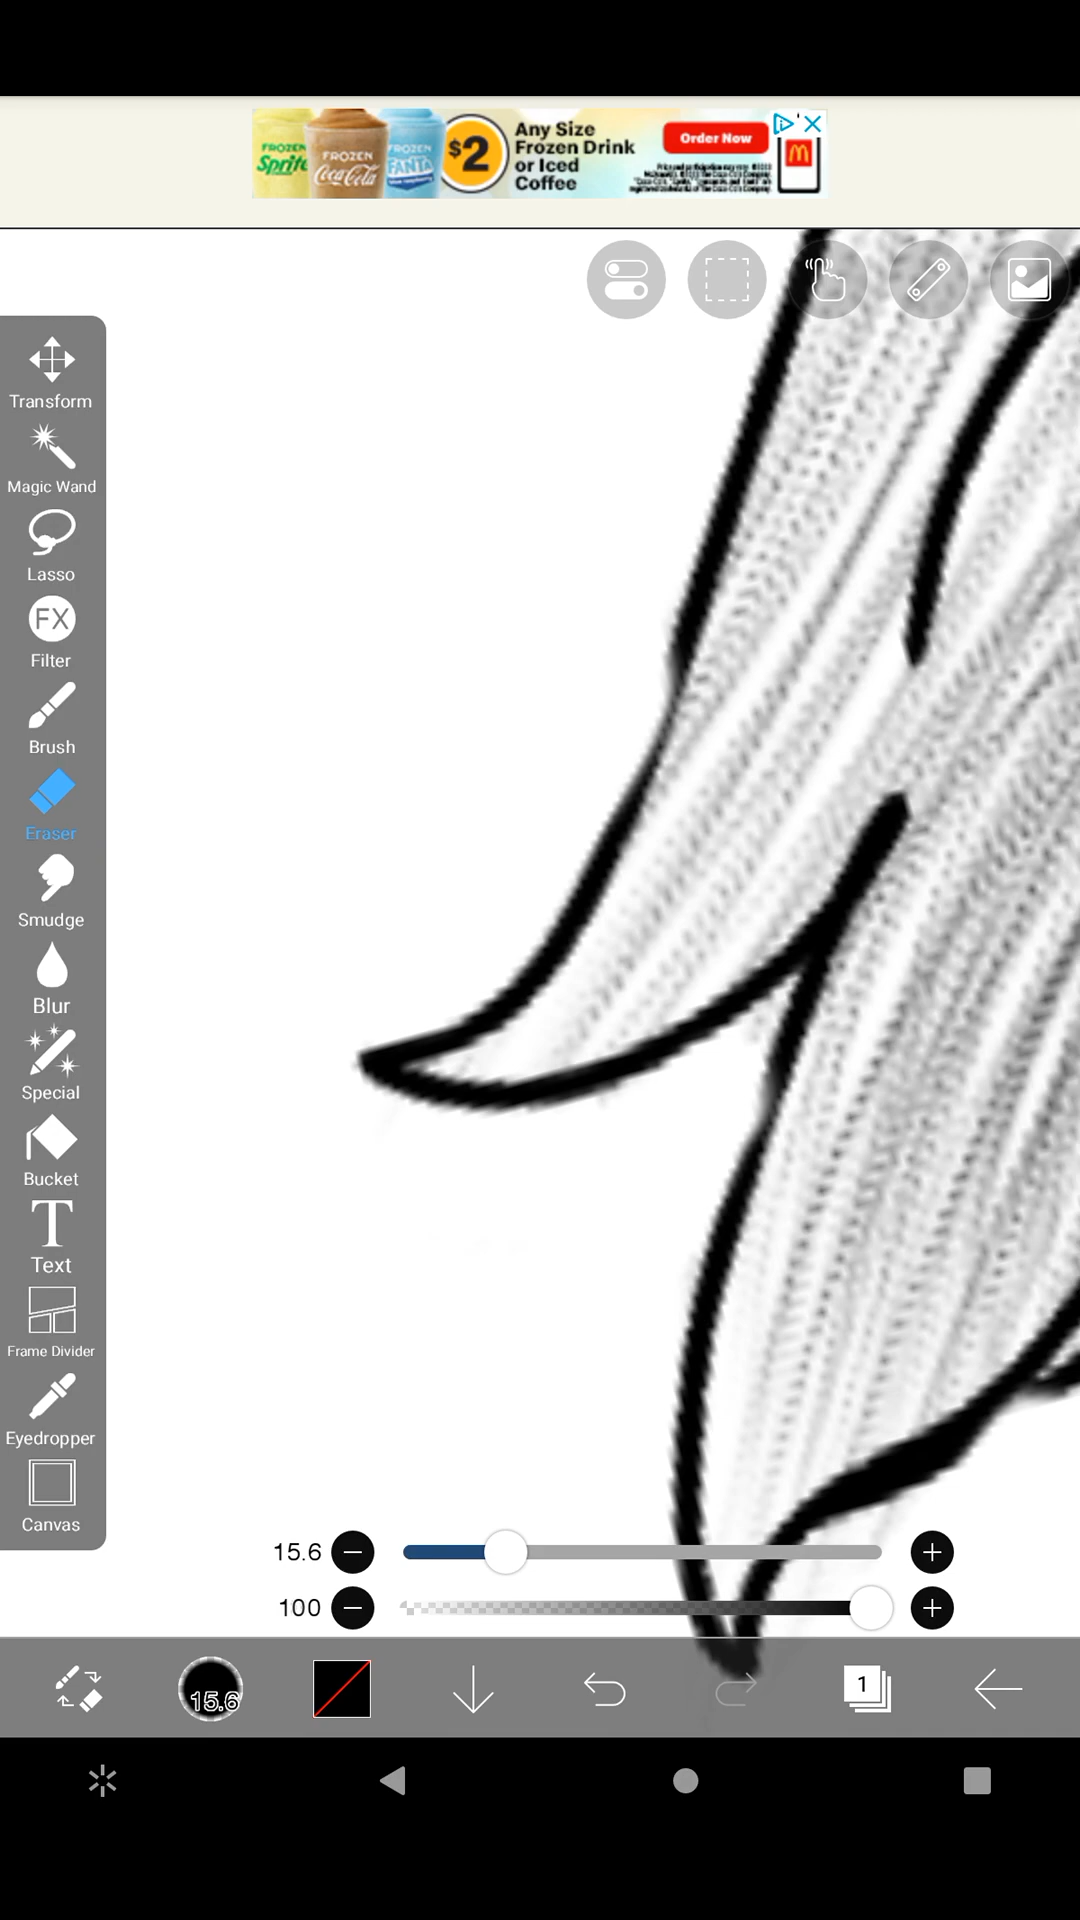 FROZEN
Sprite
FROZEN
Coca-Cola
FROZEN
FANTA
$2
Any Size
Frozen Drink
or Iced
Coffee
Order Now
Transform
Magic Wand
Lasso
FX
Filter
Brush
Eraser
Smudge
Blur
Special
Bucket
T
Text
Frame Divider
Eyedropper
Canvas
15.6
100
15.6
1